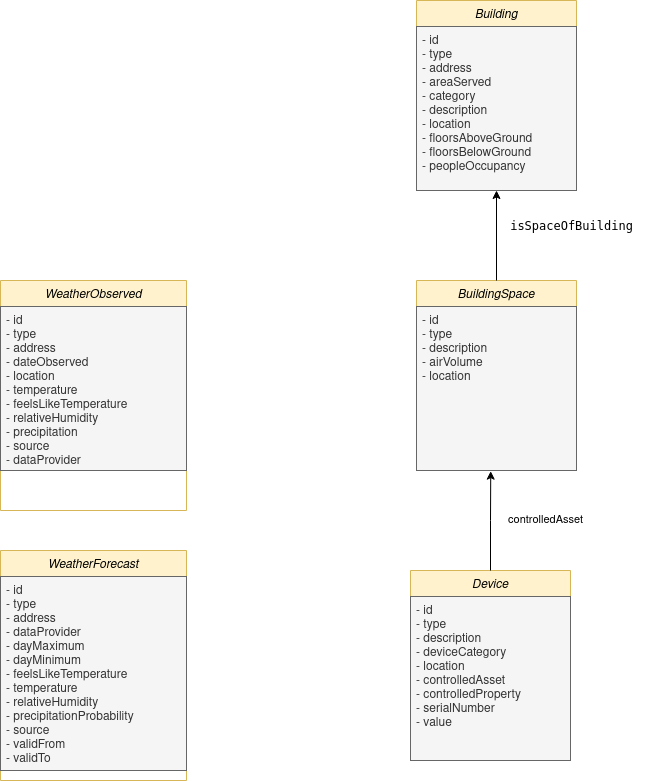 Building
- id
- type
- address
- areaServed
- category
- description
- location
- floorsAboveGround
- floorsBelowGround
- peopleOccupancy
isSpaceOfBuilding
WeatherObserved
- id
- type
- address
- dateObserved
- location
- temperature
- feelsLikeTemperature
- relativeHumidity
- precipitation
- source
- dataProvider
BuildingSpace
- id
- type
- description
- airVolume
- location
controlledAsset
WeatherForecast
- id
- type
- address
- dataProvider
- dayMaximum
- dayMinimum
- feelsLikeTemperature
- temperature
- relativeHumidity
- precipitationProbability
- source
- validFrom
- validTo
Device
- id
- type
- description
- deviceCategory
- location
- controlledAsset
- controlledProperty
- serialNumber
- value